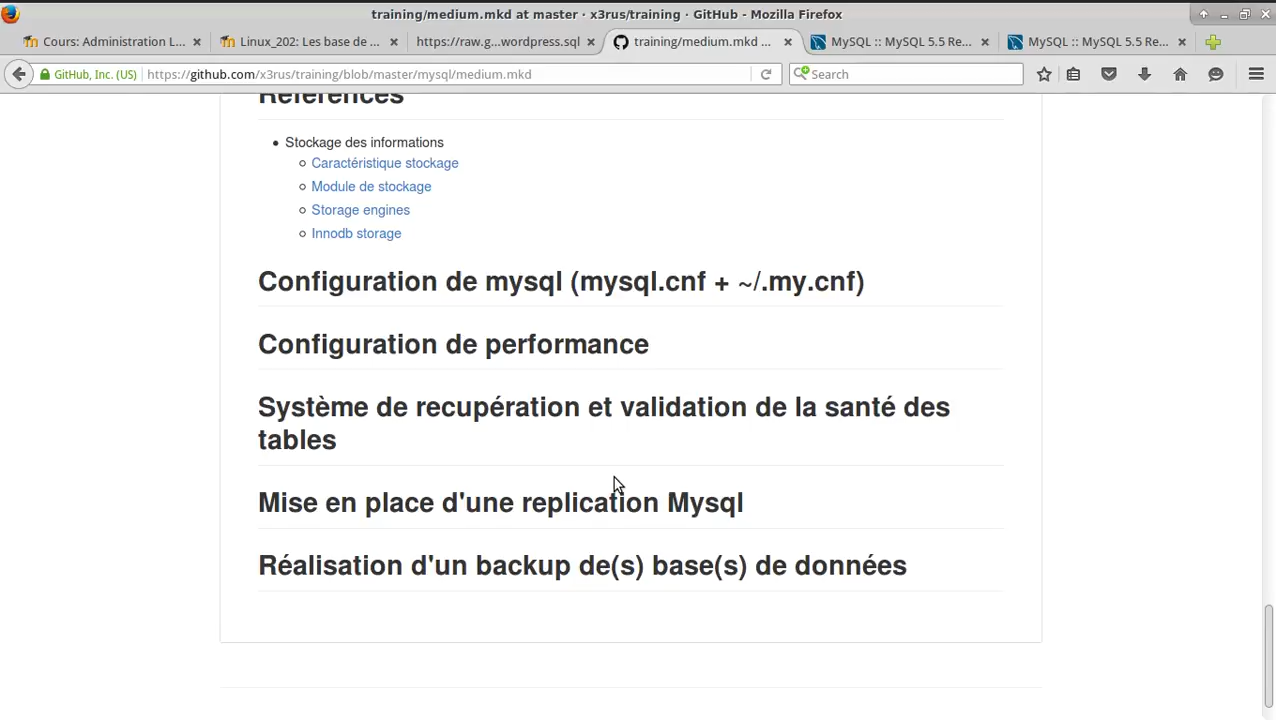 training/medium.mkd at master · x3rus/training · GitHub - Mozilla Firefox
Cours: Administration L... × Linux_202: Les base de ... × https://raw.g...wordpress.sql × training/medium.mkd ... × MySQL :: MySQL 5.5 Re... × MySQL :: MySQL 5.5 Re... ×
GitHub, Inc. (US) https://github.com/x3rus/training/blob/master/mysql/medium.mkd Search
Références
Stockage des informations
Caractéristique stockage
Module de stockage
Storage engines
Innodb storage
Configuration de mysql (mysql.cnf + ~/.my.cnf)
Configuration de performance
Système de recupération et validation de la santé des
tables
Mise en place d'une replication Mysql
Réalisation d'un backup de(s) base(s) de données